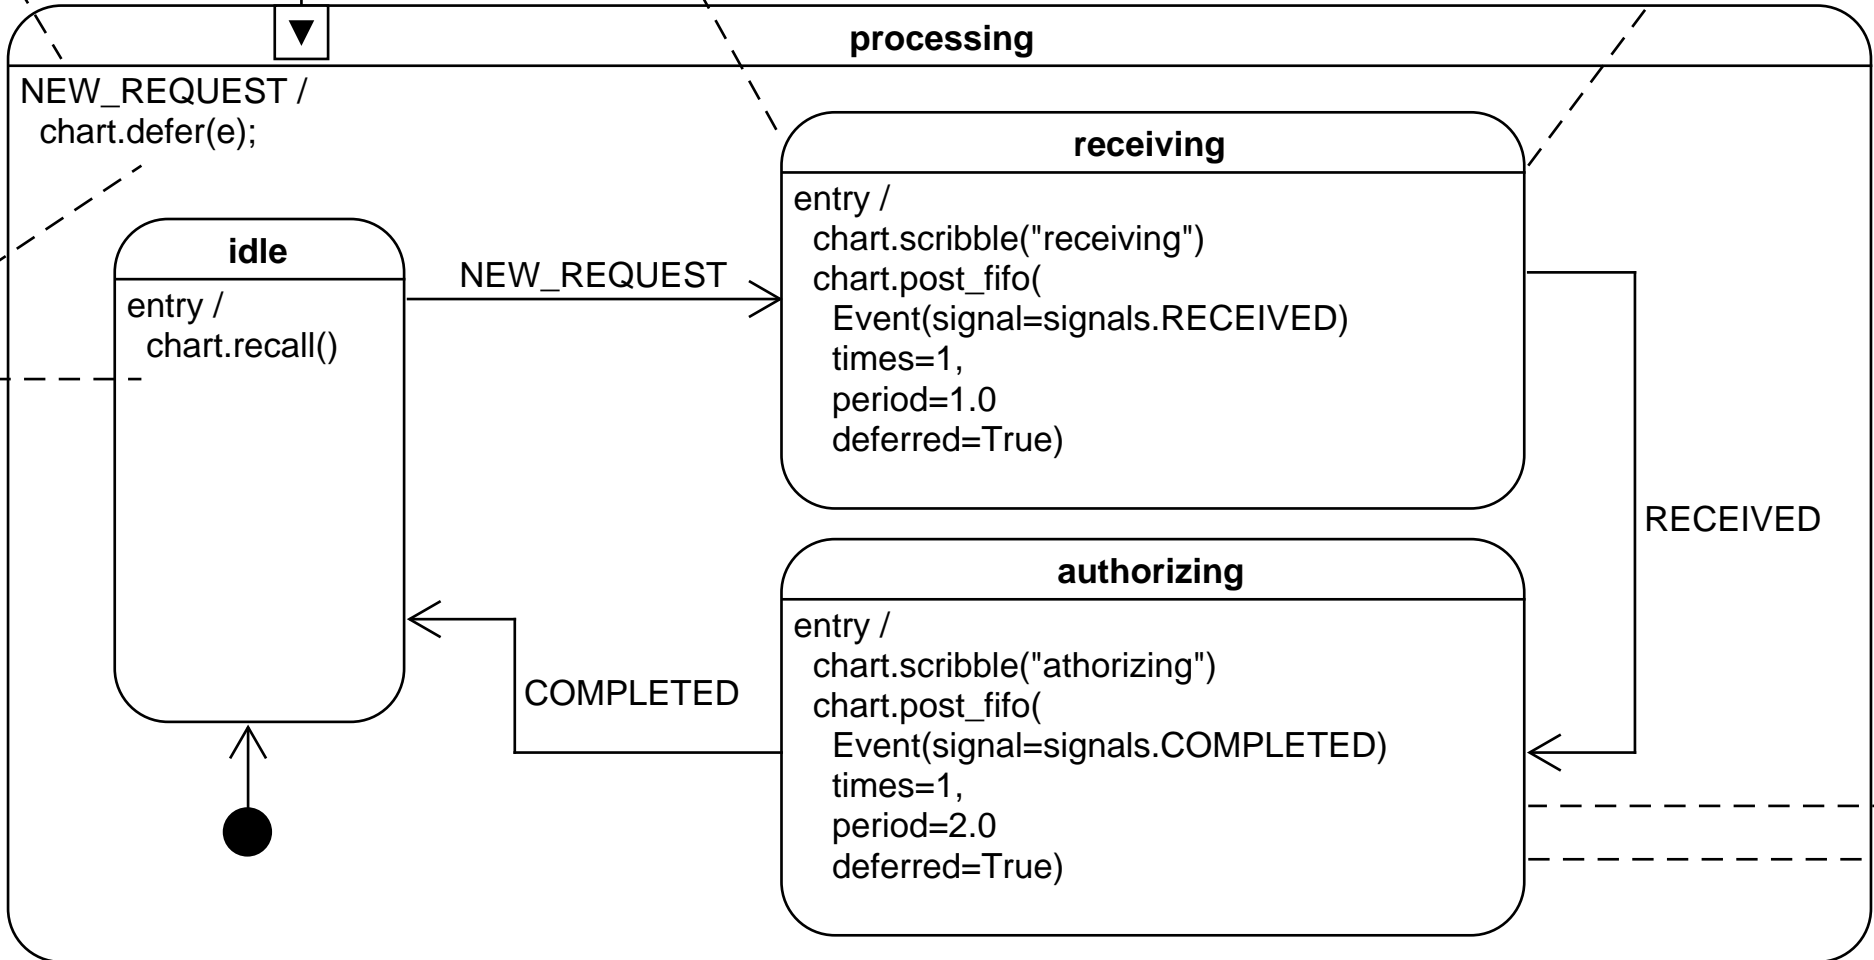 processing
NEW_REQUEST /
chart.defer(e);
receiving
entry /
chart.scribble("receiving")
chart.post_fifo(
Event(signal=signals.RECEIVED)
times=1,
period=1.0
deferred=True)
idle
entry /
chart.recall()
NEW_REQUEST
RECEIVED
authorizing
entry /
chart.scribble("athorizing")
chart.post_fifo(
Event(signal=signals.COMPLETED)
times=1,
period=2.0
deferred=True)
COMPLETED